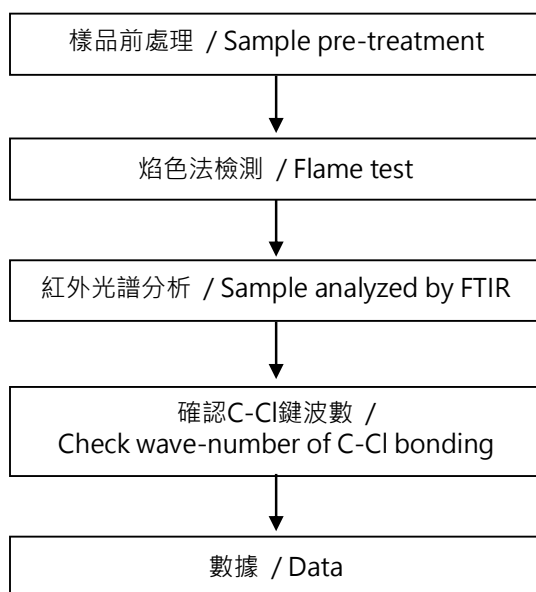 樣品前處理 / Sample pre-treatment
焰色法檢測 / Flame test
紅外光譜分析 / Sample analyzed by FTIR
確認C-Cl鍵波數 /
Check wave-number of C-Cl bonding
數據 / Data